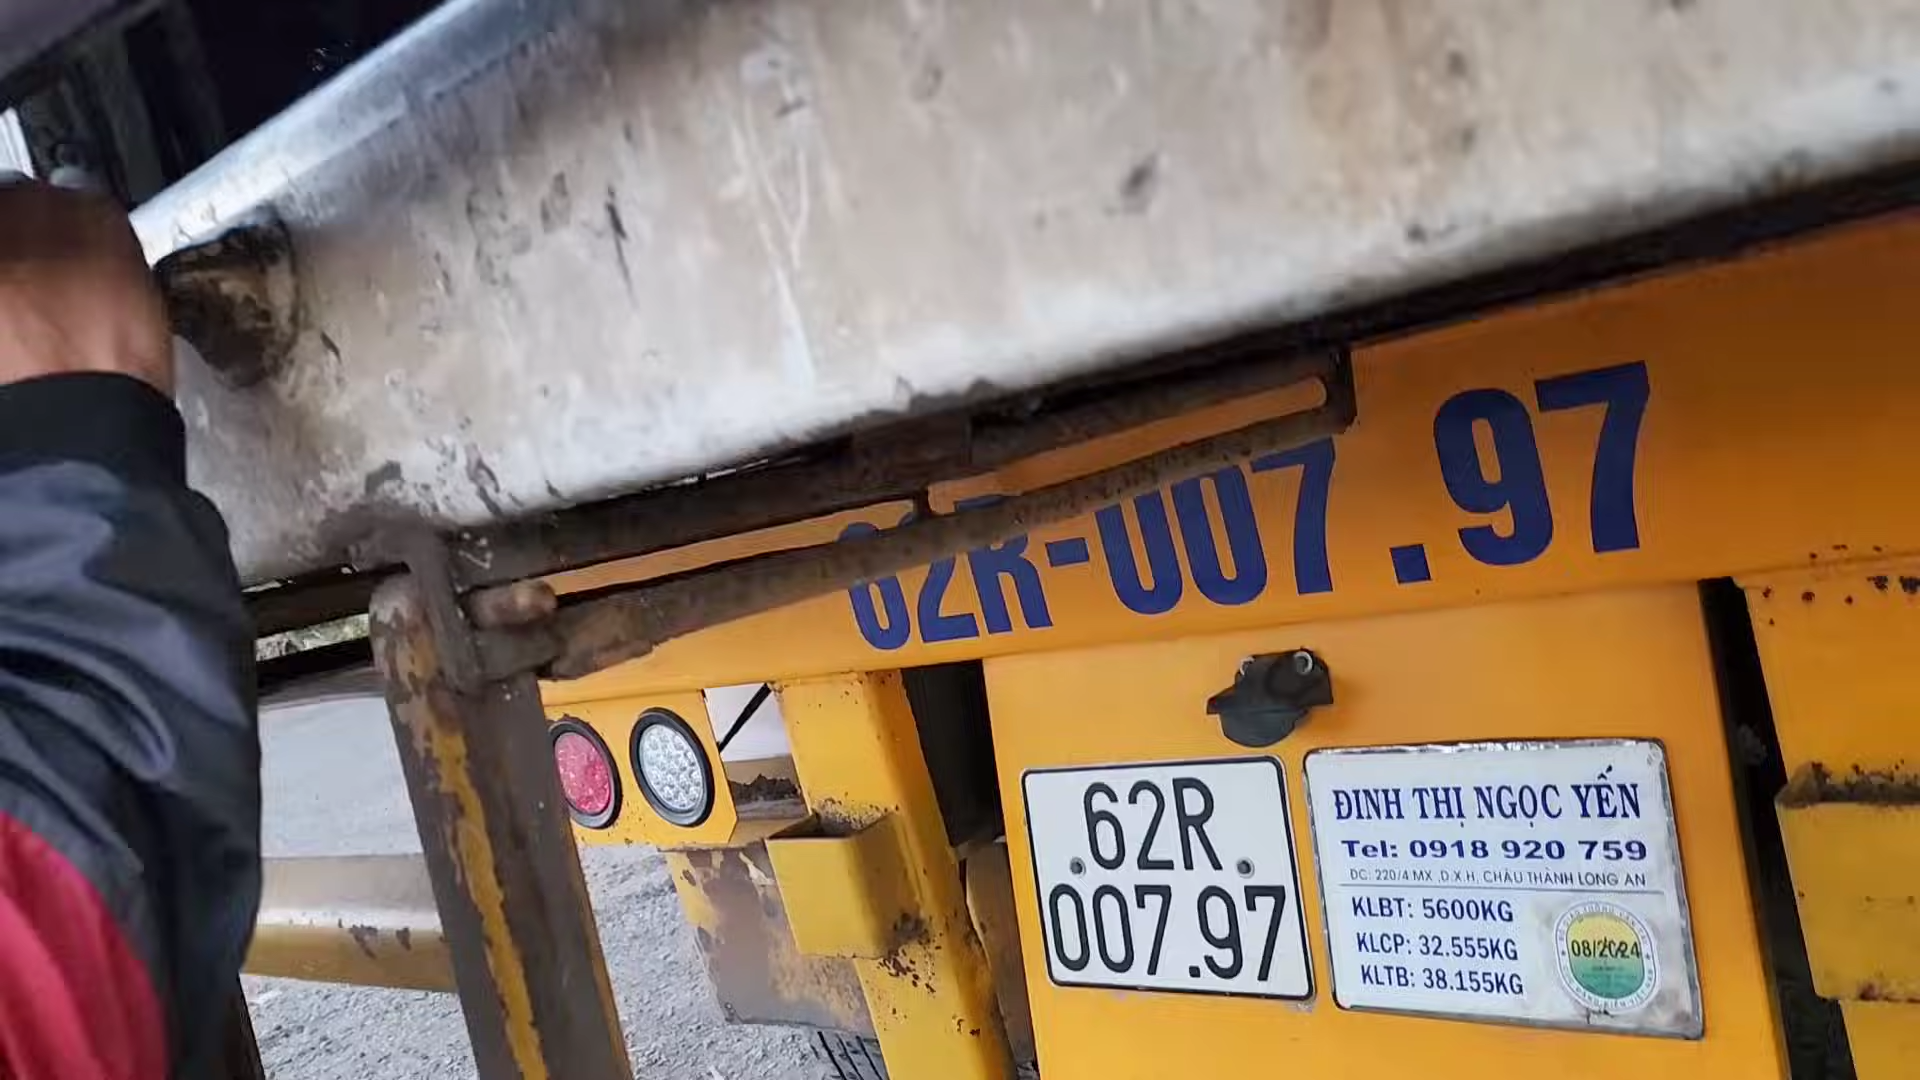 62R-007.97
62R
007.97
ĐINH THỊ NGỌC YẾN
Tel: 0918 920 759
ĐC: 220/4 MX ,D.X.H, CHÂU THÀNH LONG AN
KLBT: 5600KG
KLCP: 32.555KG
KLTB: 38.155KG
08/2024